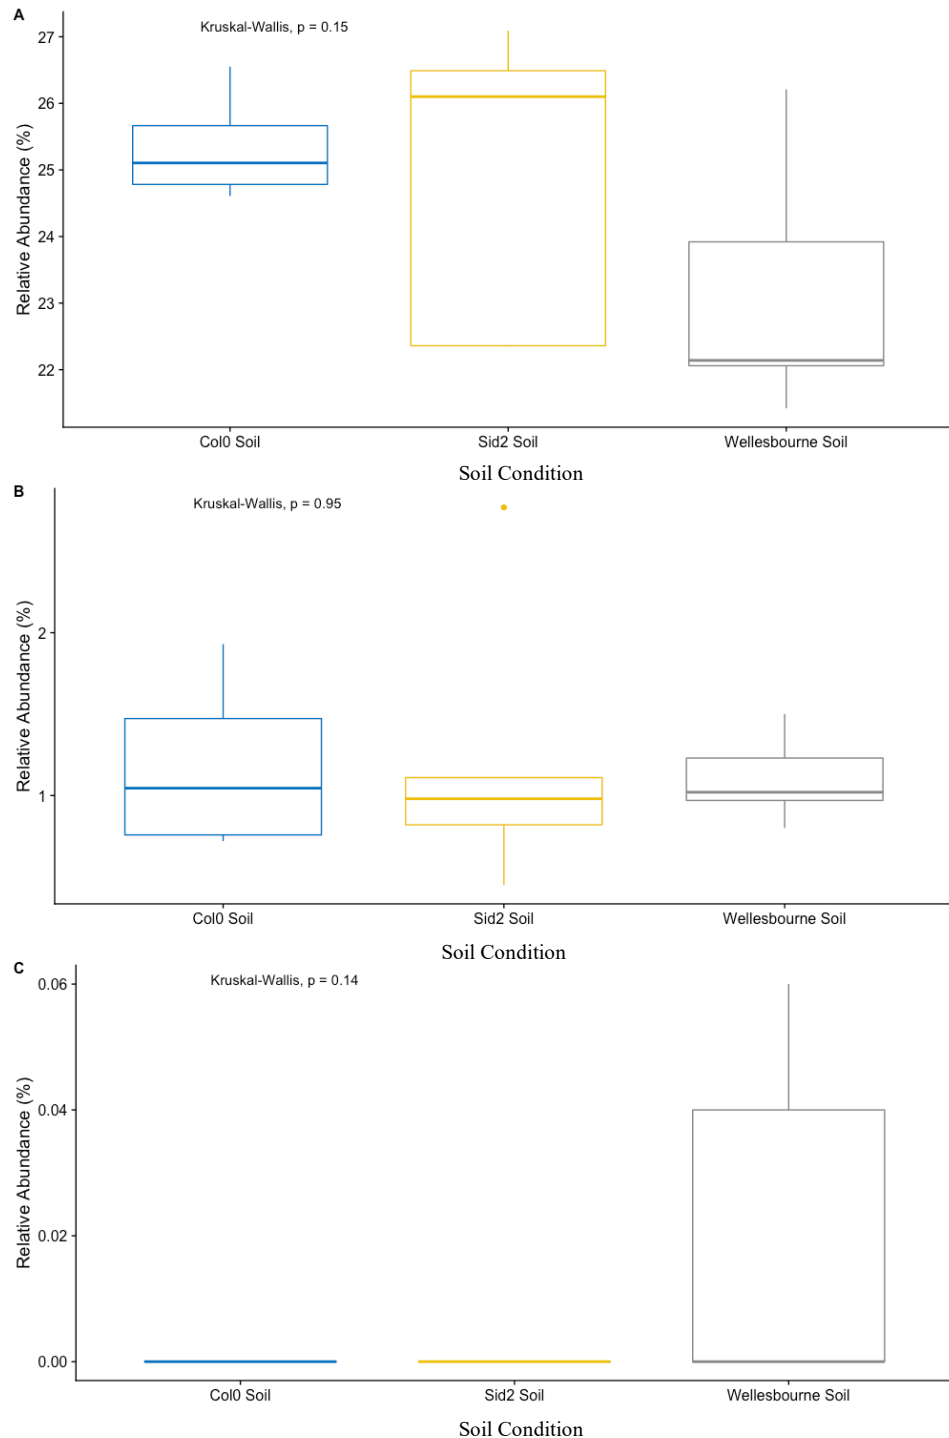 A
Kruskal-Wallis, p = 0.15
27
26
25
24
23
22
Relative Abundance (%)
Col0 Soil Sid2 Soil Wellesbourne Soil
Soil Condition
B
Kruskal-Wallis, p = 0.95
2
1
Relative Abundance (%)
Col0 Soil Sid2 Soil Wellesbourne Soil
Soil Condition
C
Kruskal-Wallis, p = 0.14
0.06
0.04
0.02
0.00
Relative Abundance (%)
Col0 Soil Sid2 Soil Wellesbourne Soil
Soil Condition